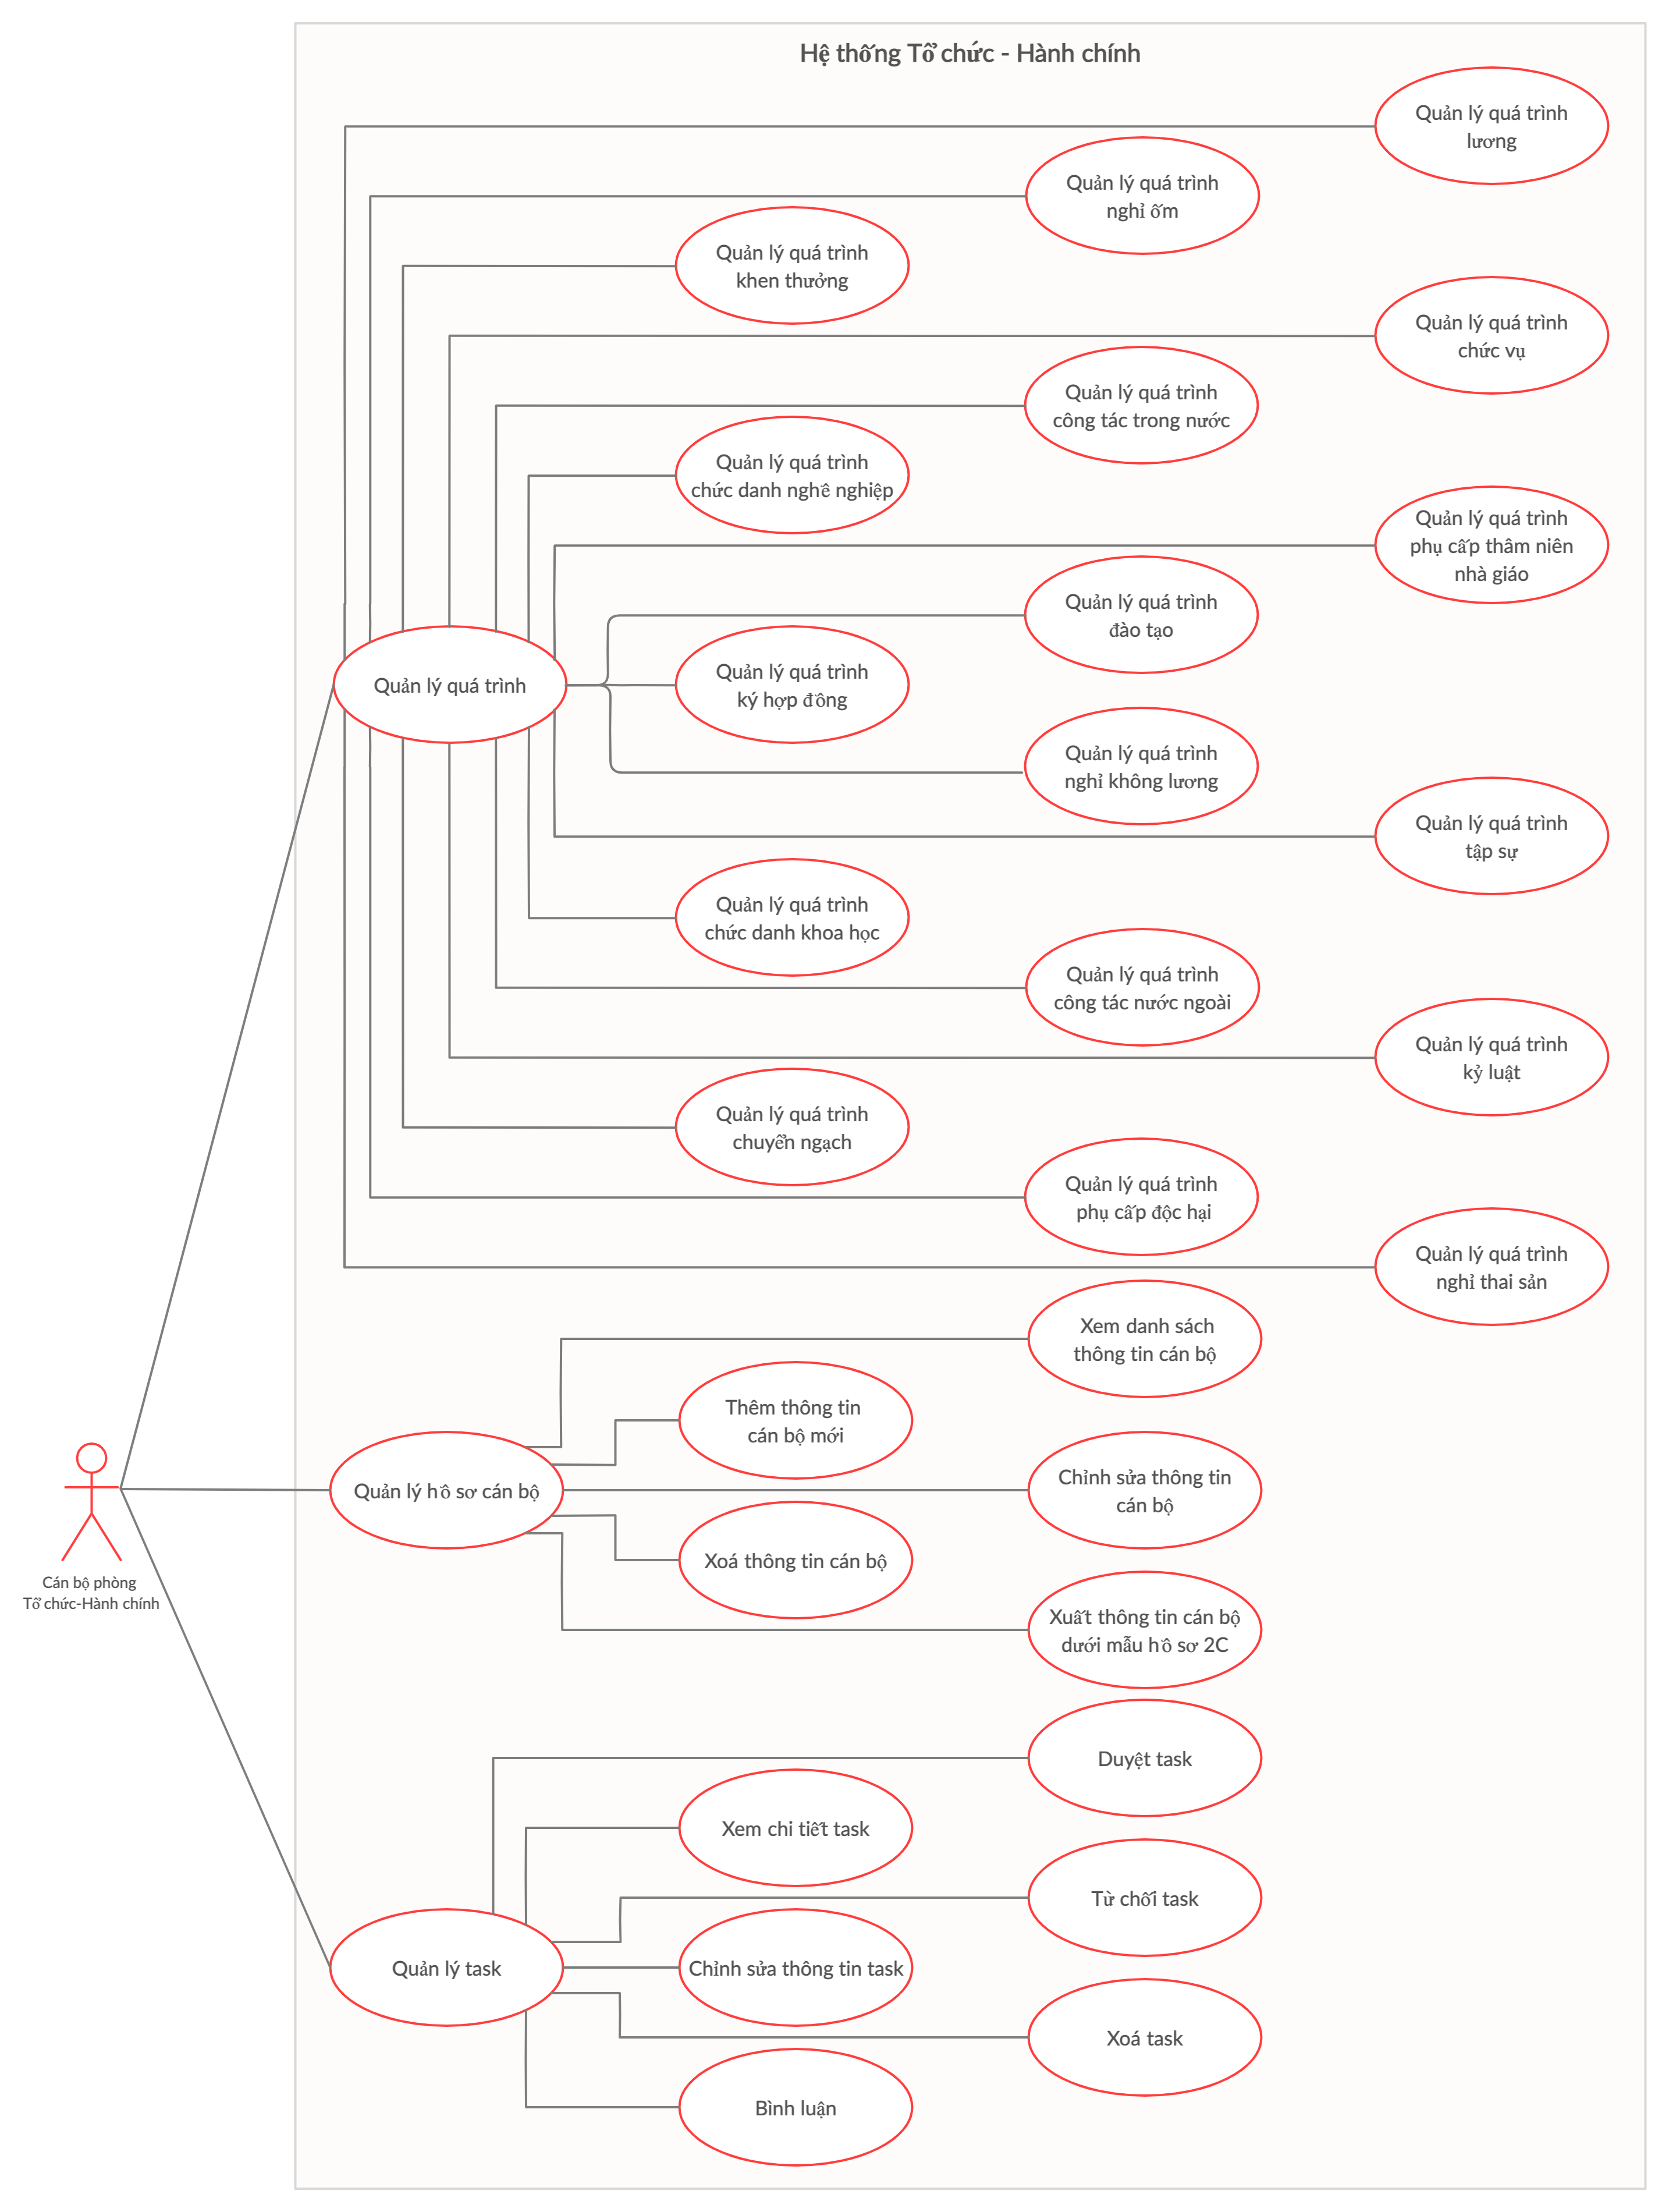 Hệ thống Tổ chức - Hành chính
Quản lý quá trình
lương
Quản lý quá trình
nghỉ ốm
Quản lý quá trình
khen thưởng
Quản lý quá trình
chức vụ
Quản lý quá trình
công tác trong nước
Quản lý quá trình
chức danh nghề nghiệp
Quản lý quá trình
phụ cấp thâm niên
nhà giáo
Quản lý quá trình
đào tạo
Quản lý quá trình
Quản lý quá trình
ký hợp đồng
Quản lý quá trình
nghỉ không lương
Quản lý quá trình
tập sự
Quản lý quá trình
chức danh khoa học
Quản lý quá trình
công tác nước ngoài
Quản lý quá trình
kỷ luật
Quản lý quá trình
chuyển ngạch
Quản lý quá trình
phụ cấp độc hại
Quản lý quá trình
nghỉ thai sản
Xem danh sách
thông tin cán bộ
Thêm thông tin
cán bộ mới
Quản lý hồ sơ cán bộ
Chỉnh sửa thông tin
cán bộ
Xoá thông tin cán bộ
Cán bộ phòng
Tổ chức-Hành chính
Xuất thông tin cán bộ
dưới mẫu hồ sơ 2C
Duyệt task
Xem chi tiết task
Từ chối task
Quản lý task
Chỉnh sửa thông tin task
Xoá task
Bình luận